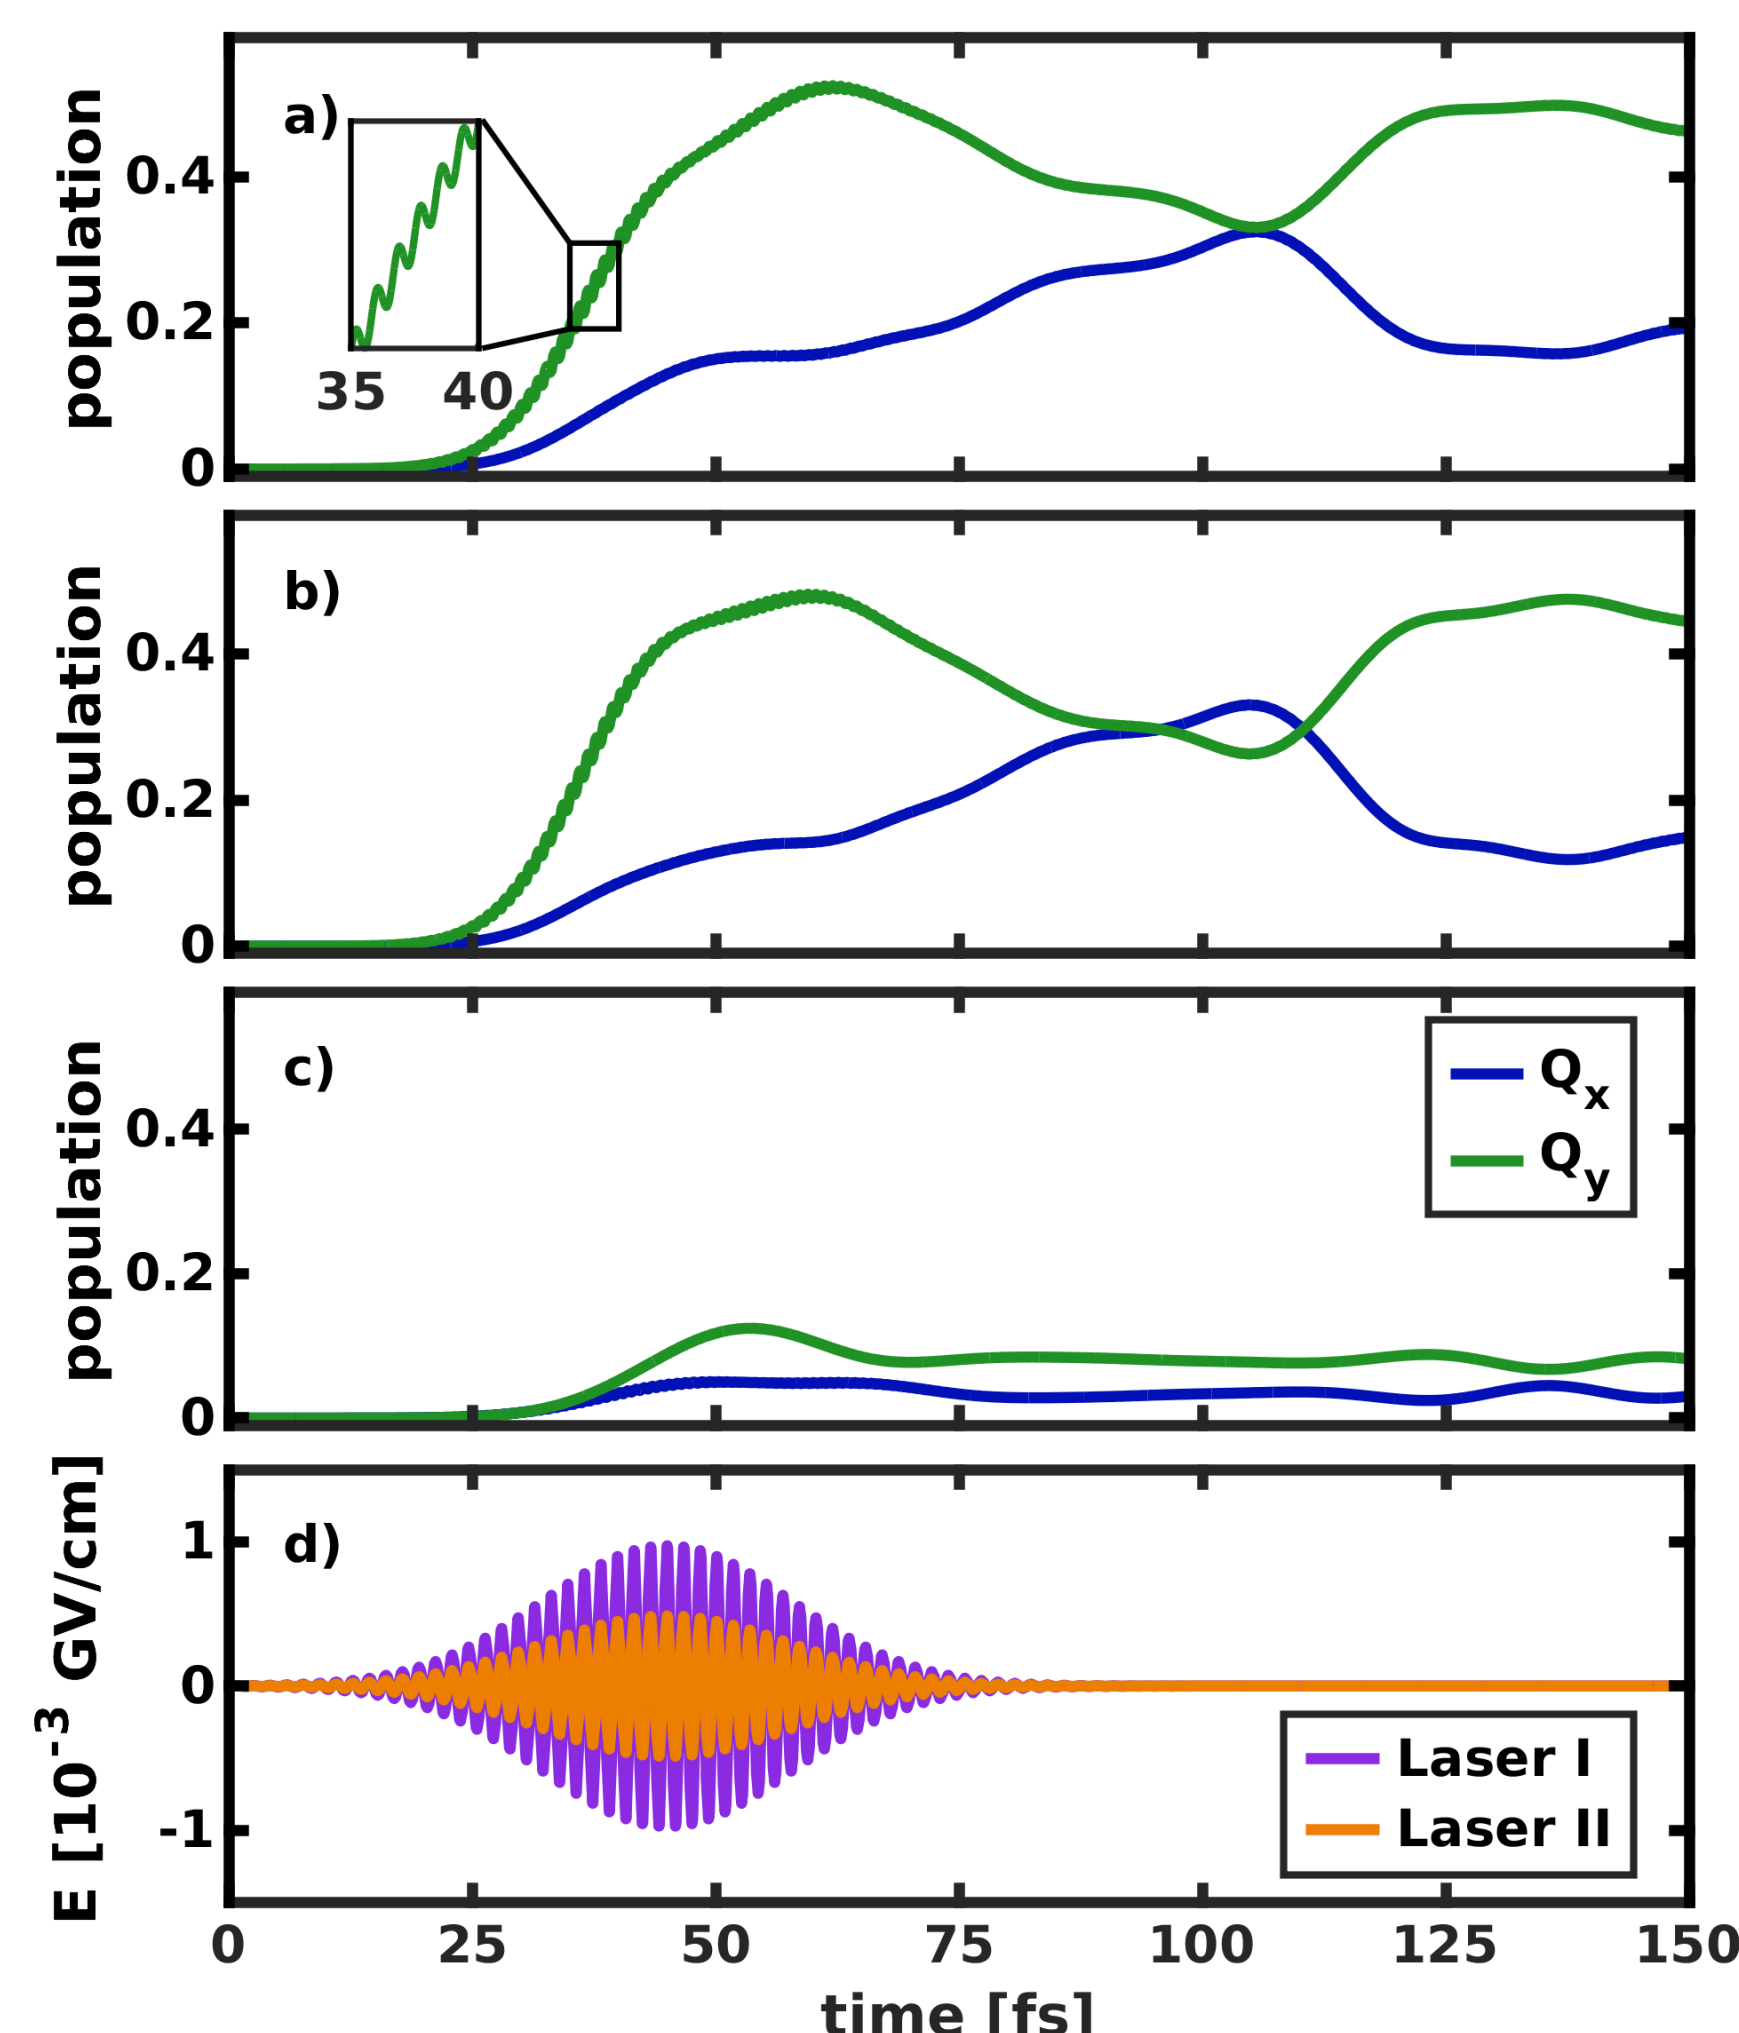 a)
population
0.4
0.2
0
35 40
b)
population
0.4
0.2
0
c)
population
0.4
0.2
0
Qx
Qy
d)
E [10-3 GV/cm]
1
0
-1
Laser I
Laser II
0 25 50 75 100 125 150
time [fs]